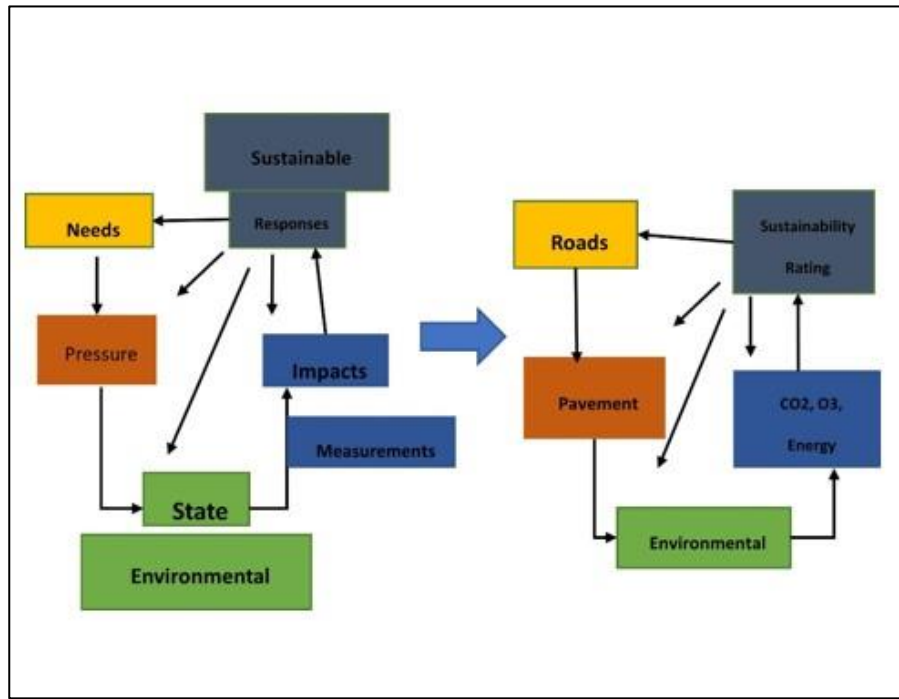 Sustainable
Responses
Needs
Pressure
Impacts
Measurements
State
Environmental
Roads
Sustainability
Rating
Pavement
CO2, O3,
Energy
Environmental